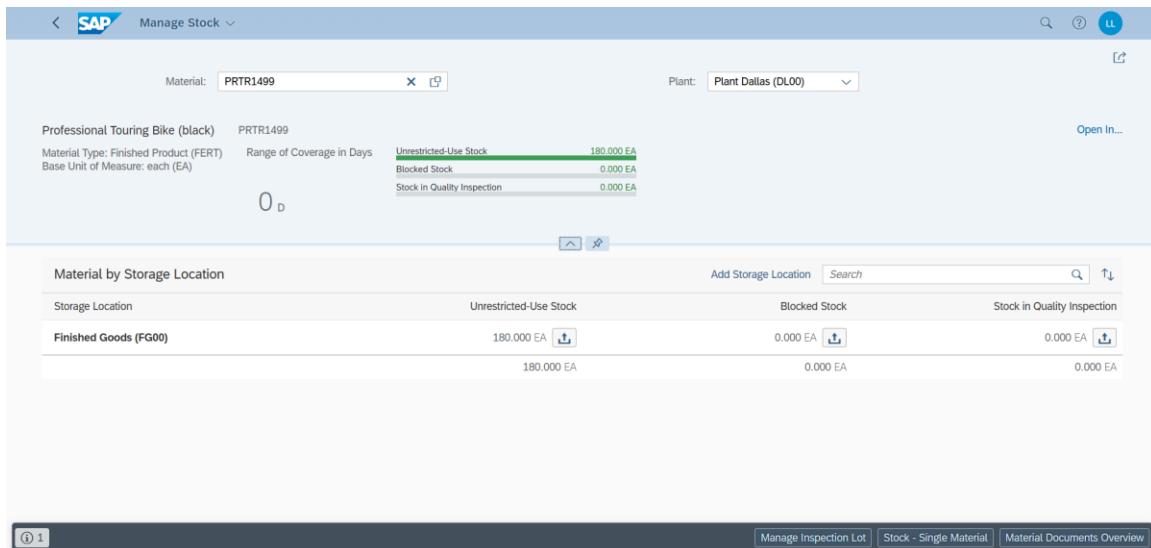 SAP Manage Stock LL
Material: PRTR1499 Plant: Plant Dallas (DL00)
Professional Touring Bike (black) PRTR1499 Open In...
Material Type: Finished Product (FERT) Range of Coverage in Days Unrestricted-Use Stock 180.000 EA
Base Unit of Measure: each (EA) Blocked Stock 0.000 EA
Stock in Quality Inspection 0.000 EA
0 D
Material by Storage Location Add Storage Location Search
Storage Location Unrestricted-Use Stock Blocked Stock Stock in Quality Inspection
Finished Goods (FG00) 180.000 EA 0.000 EA 0.000 EA
180.000 EA 0.000 EA 0.000 EA
1 Manage Inspection Lot Stock - Single Material Material Documents Overview